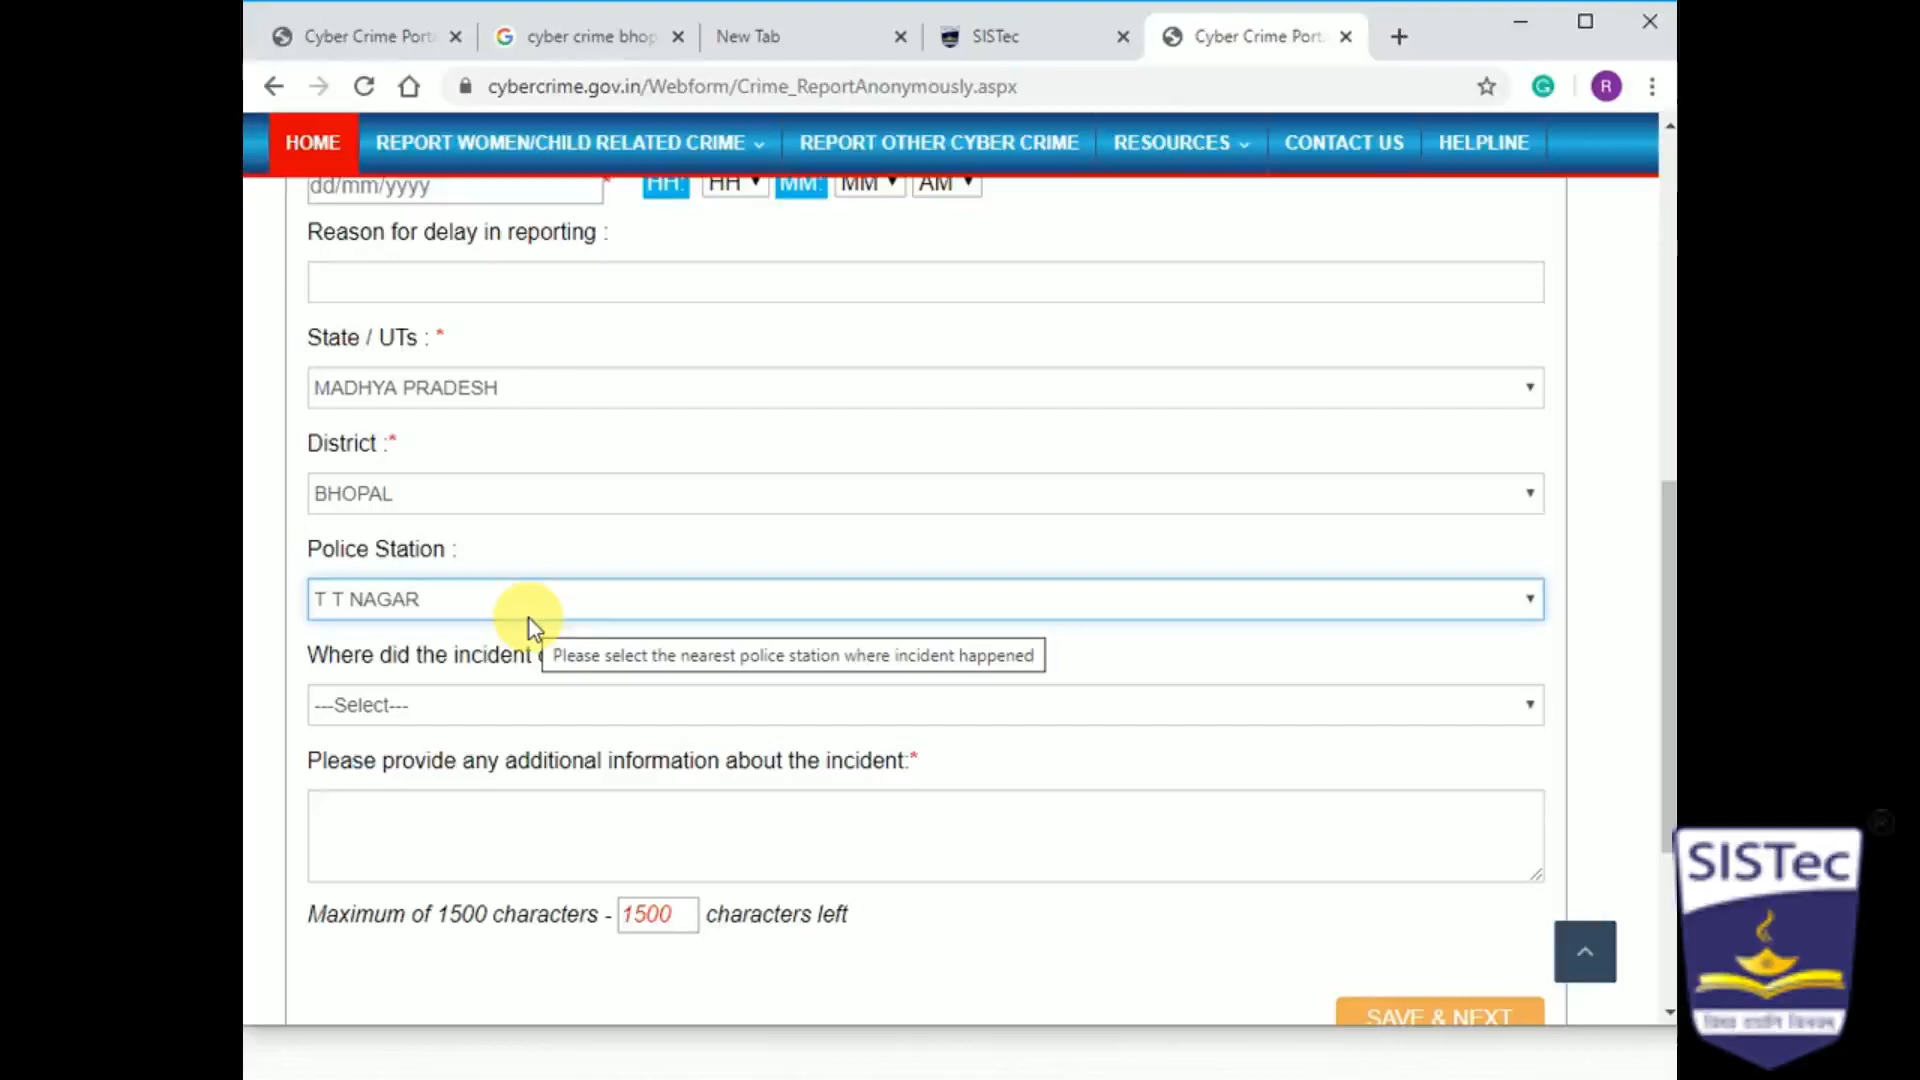 Cyber Crime Port
cyber crime bhop
New Tab
SISTec
Cyber Crime Port
cybercrime.gov.in/Webform/Crime_ReportAnonymously.aspx
R
HOME
REPORT WOMEN/CHILD RELATED CRIME
REPORT OTHER CYBER CRIME
RESOURCES
CONTACT US
HELPLINE
dd/mm/yyyy * HH: HH MM: MM AM
Reason for delay in reporting :
State / UTs : *
MADHYA PRADESH
District :*
BHOPAL
Police Station :
T T NAGAR
Where did the incident
Please select the nearest police station where incident happened
---Select---
Please provide any additional information about the incident:*
Maximum of 1500 characters - 1500 characters left
SAVE & NEXT
SISTec